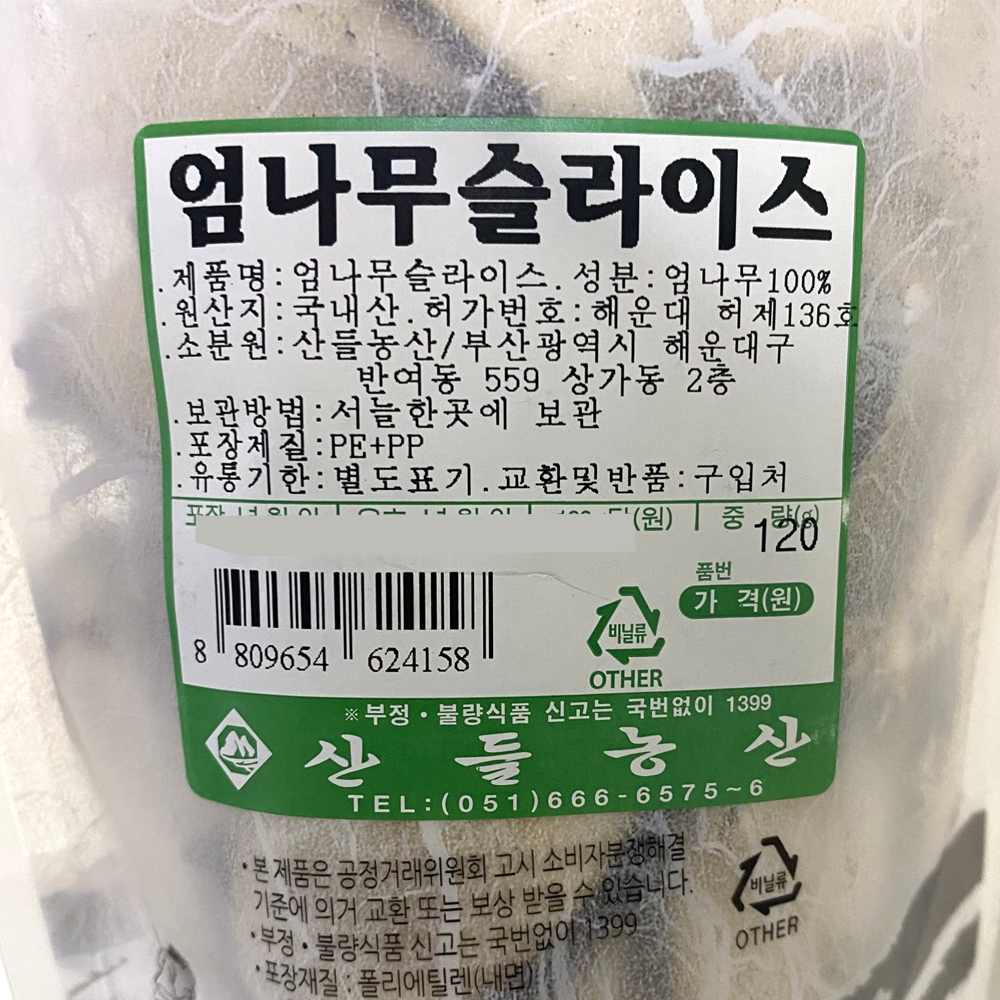 엄나무슬라이스
.제품명:엄나무슬라이스.성분:엄나무100%
.원산지:국내산.허가번호:해운대 허제136호
.소분원:산들농산/부산광역시 해운대구
반여동 559 상가동 2층
.보관방법:서늘한곳에 보관
.포장제질:PE+PP
.유통기한:별도표기.교환및반품:구입처
(원) | 중 량(g)
120
품번
가 격(원)
비닐류
OTHER
8 809654 624158
※부정·불량식품 신고는 국번없이 1399
산들농산
TEL:(051)666-6575~6
·본 제품은 공정거래위원회 고시 소비자분쟁해결
기준에 의거 교환 또는 보상 받을 수 있습니다.
·부정·불량식품 신고는 국번없이 1399
·포장재질 : 폴리에틸렌(내면)
비닐류
OTHER